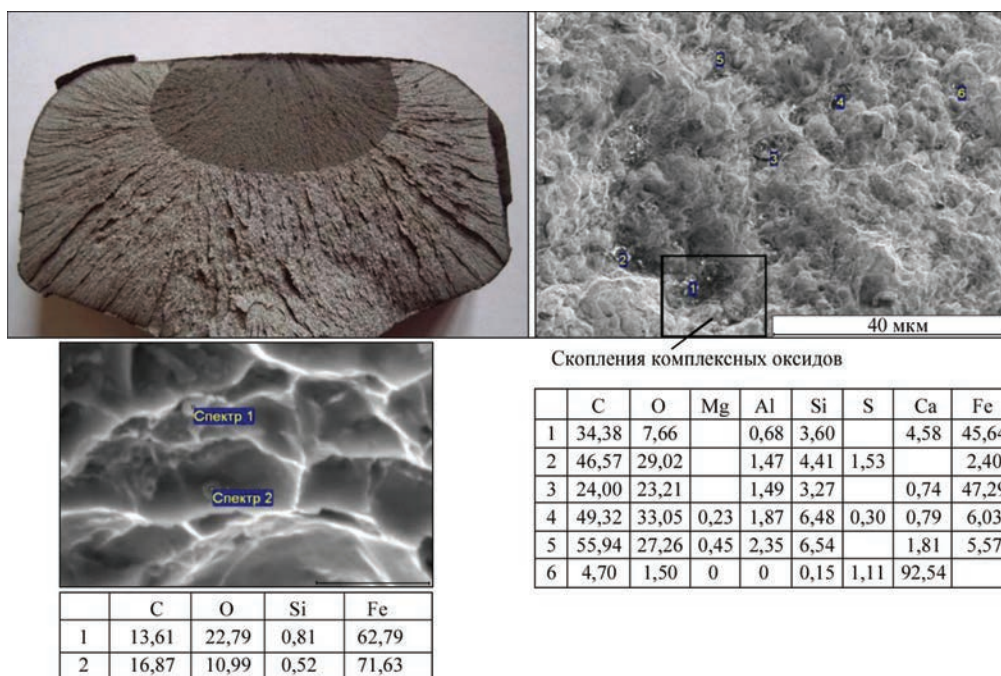 5
6
4
3
2
1
40 мкм
Скопления комплексных оксидов
Спектр 1
Спектр 2
C O Mg Al Si S Ca Fe
1 34,38 7,66 0,68 3,60 4,58 45,64
2 46,57 29,02 1,47 4,41 1,53 2,40
3 24,00 23,21 1,49 3,27 0,74 47,29
4 49,32 33,05 0,23 1,87 6,48 0,30 0,79 6,03
5 55,94 27,26 0,45 2,35 6,54 1,81 5,57
6 4,70 1,50 0 0 0,15 1,11 92,54
C O Si Fe
1 13,61 22,79 0,81 62,79
2 16,87 10,99 0,52 71,63